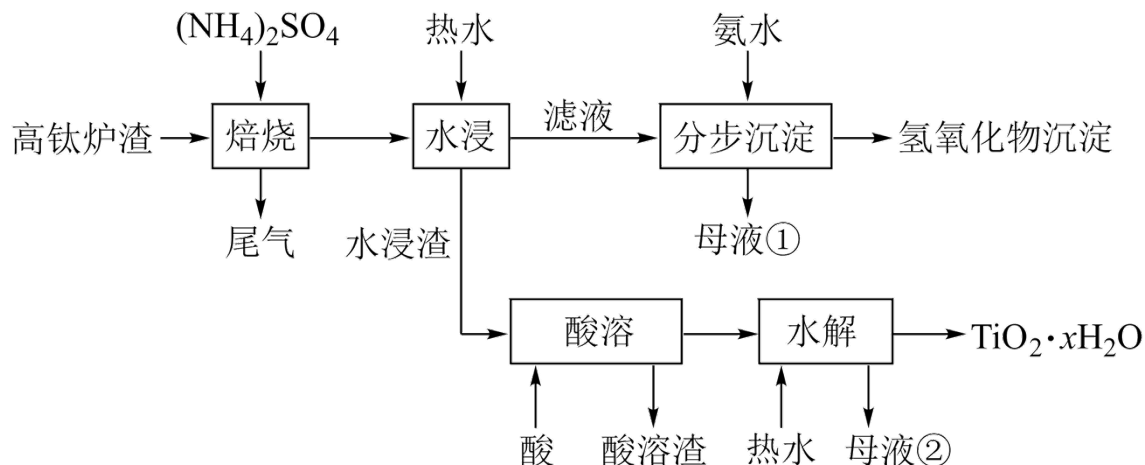 (NH₄)₂SO₄
热水
氨水
高钛炉渣
焙烧
水浸
滤液
分步沉淀
氢氧化物沉淀
尾气
水浸渣
母液①
酸溶
水解
TiO₂·xH₂O
酸
酸溶渣
热水
母液②